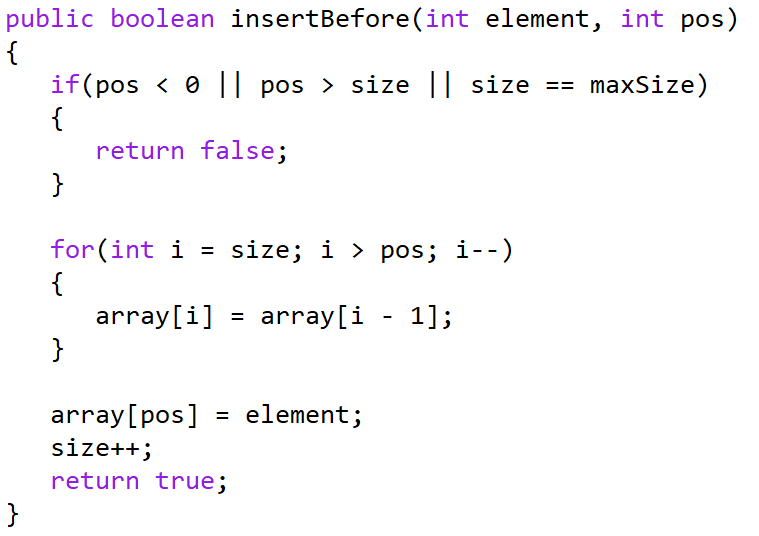 public boolean insertBefore(int element, int pos)
{
   if(pos < 0 || pos > size || size == maxSize)
   {
      return false;
   }
   for(int i = size; i > pos; i--)
   {
      array[i] = array[i - 1];
   }
   array[pos] = element;
   size++;
   return true;
}